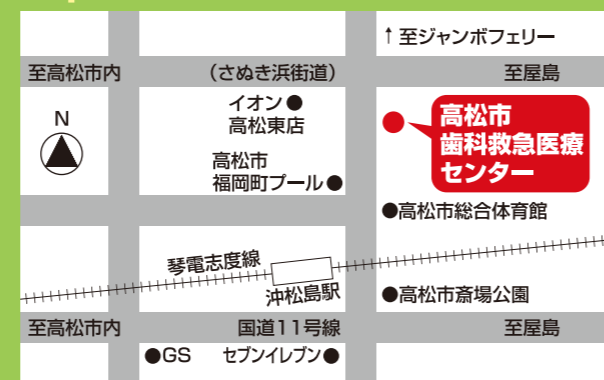 ↑至ジャンボフェリー
至高松市内
(さぬき浜街道)
至屋島
N
イオン●
高松東店
高松市
福岡町プール●
高松市
歯科救急医療
センター
●高松市総合体育館
琴電志度線
沖松島駅
●高松市斎場公園
至高松市内
国道11号線
至屋島
●GS
セブンイレブン●